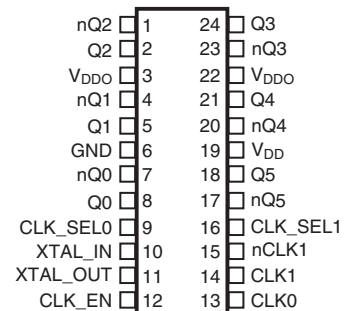 nQ2 1 24 Q3
Q2 2 23 nQ3
VDDO 3 22 VDDO
nQ1 4 21 Q4
Q1 5 20 nQ4
GND 6 19 VDD
nQ0 7 18 Q5
Q0 8 17 nQ5
CLK_SEL0 9 16 CLK_SEL1
XTAL_IN 10 15 nCLK1
XTAL_OUT 11 14 CLK1
CLK_EN 12 13 CLK0